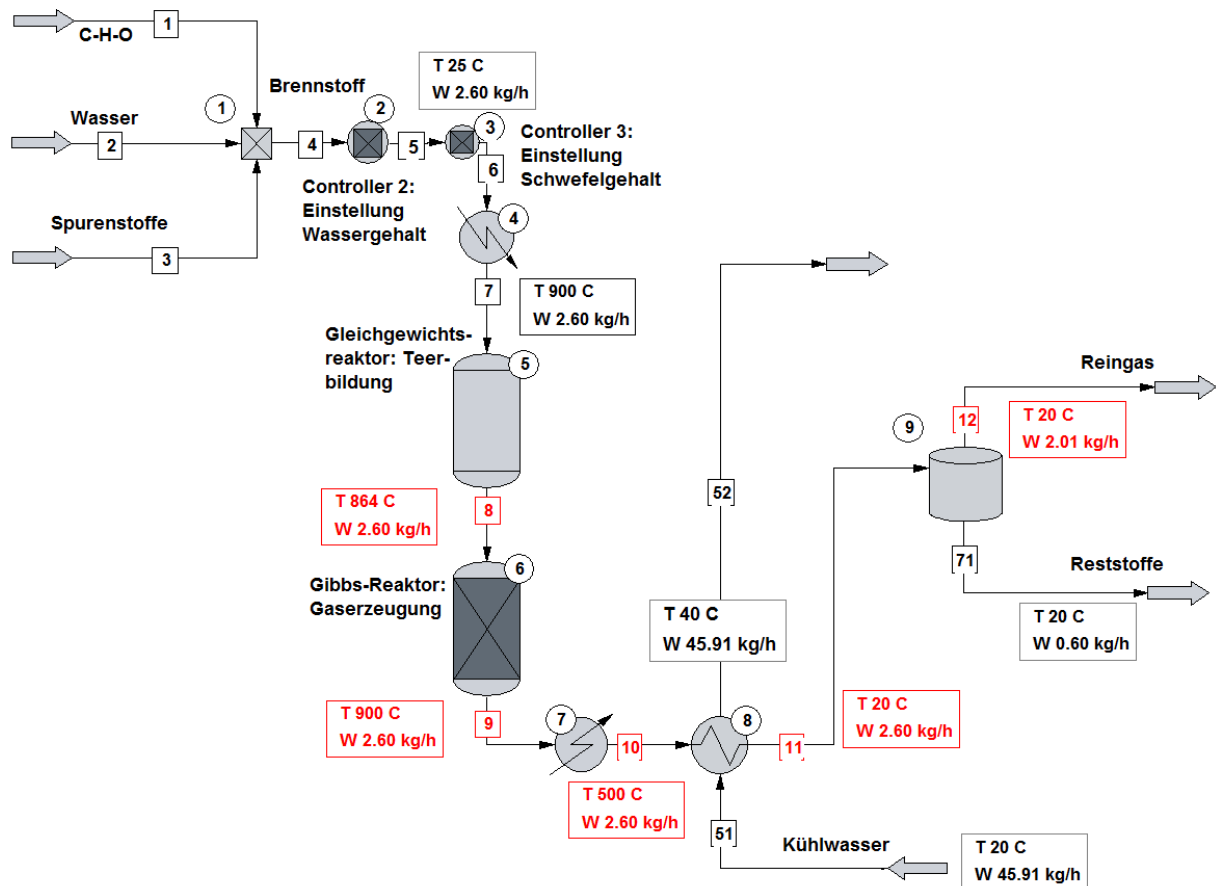 1
C-H-O
Wasser
2
Spurenstoffe
3
1
Brennstoff
4
2
5
T 25 C
W 2.60 kg/h
3
Controller 3:
Einstellung
Schwefelgehalt
6
Controller 2:
Einstellung
Wassergehalt
4
7
T 900 C
W 2.60 kg/h
Gleichgewichts-
reaktor: Teer-
bildung
5
T 864 C
W 2.60 kg/h
8
Gibbs-Reaktor:
Gaserzeugung
6
T 900 C
W 2.60 kg/h
9
7
10
T 500 C
W 2.60 kg/h
8
11
T 20 C
W 2.60 kg/h
52
T 40 C
W 45.91 kg/h
51
Kühlwasser
T 20 C
W 45.91 kg/h
9
12
Reingas
T 20 C
W 2.01 kg/h
71
Reststoffe
T 20 C
W 0.60 kg/h